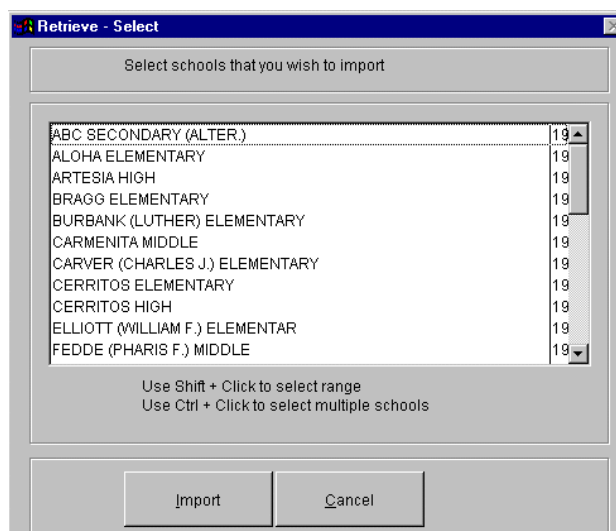 Retrieve - Select
Select schools that you wish to import
ABC SECONDARY (ALTER.) 19
ALOHA ELEMENTARY 19
ARTESIA HIGH 19
BRAGG ELEMENTARY 19
BURBANK (LUTHER) ELEMENTARY 19
CARMENITA MIDDLE 19
CARVER (CHARLES J.) ELEMENTARY 19
CERRITOS ELEMENTARY 19
CERRITOS HIGH 19
ELLIOTT (WILLIAM F.) ELEMENTAR 19
FEDDE (PHARIS F.) MIDDLE 19
Use Shift + Click to select range
Use Ctrl + Click to select multiple schools
Import Cancel